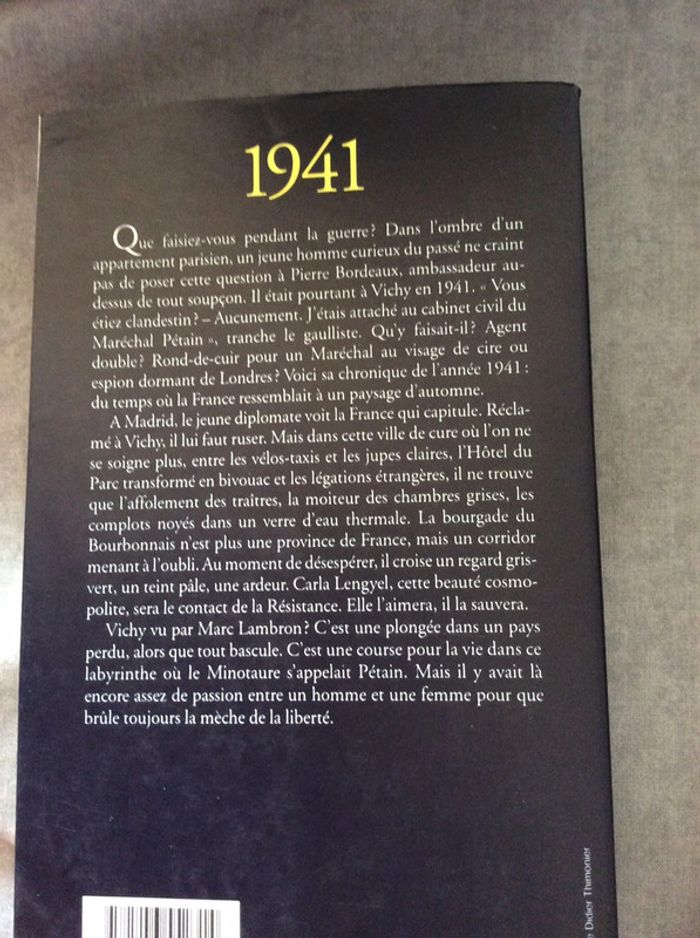 1941
Que faisiez-vous pendant la guerre ? Dans l'ombre d'un
appartement parisien, un jeune homme curieux du passé ne craint
pas de poser cette question à Pierre Bordeaux, ambassadeur au-
dessus de tout soupçon. Il était pourtant à Vichy en 1941. « Vous
étiez clandestin ? – Aucunement. J'étais attaché au cabinet civil du
Maréchal Pétain », tranche le gaulliste. Qu'y faisait-il ? Agent
double ? Rond-de-cuir pour un Maréchal au visage de cire ou
espion dormant de Londres ? Voici sa chronique de l'année 1941 :
du temps où la France ressemblait à un paysage d'automne.
A Madrid, le jeune diplomate voit la France qui capitule. Récla-
mé à Vichy, il lui faut ruser. Mais dans cette ville de cure où l'on ne
se soigne plus, entre les vélos-taxis et les jupes claires, l'Hôtel du
Parc transformé en bivouac et les légations étrangères, il ne trouve
que l'affolement des traîtres, la moiteur des chambres grises, les
complots noyés dans un verre d'eau thermale. La bourgade du
Bourbonnais n'est plus une province de France, mais un corridor
menant à l'oubli. Au moment de désespérer, il croise un regard gris-
vert, un teint pâle, une ardeur. Carla Lengyel, cette beauté cosmo-
polite, sera le contact de la Résistance. Elle l'aimera, il la sauvera.
Vichy vu par Marc Lambron ? C'est une plongée dans un pays
perdu, alors que tout bascule. C'est une course pour la vie dans ce
labyrinthe où le Minotaure s'appelait Pétain. Mais il y avait là
encore assez de passion entre un homme et une femme pour que
brûle toujours la mèche de la liberté.
Didier Thimonier